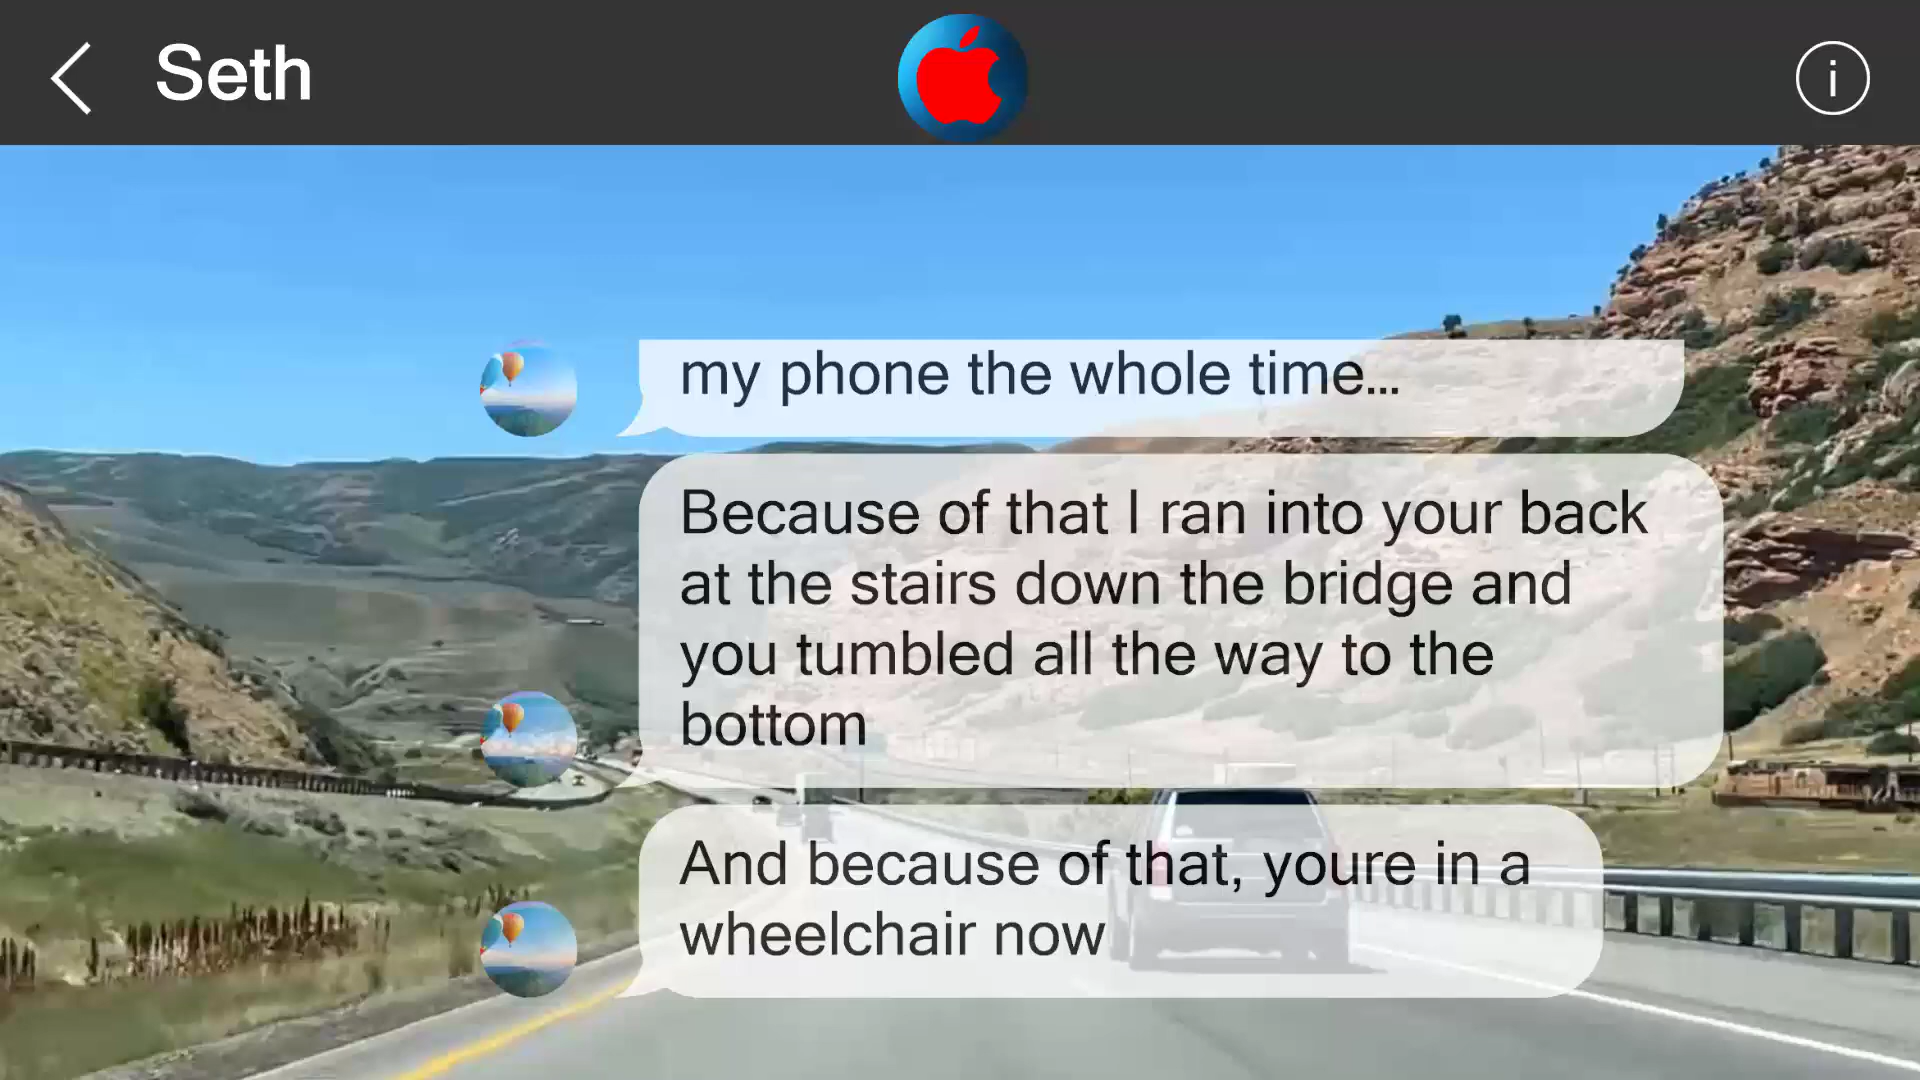 Seth
my phone the whole time...
Because of that I ran into your back
at the stairs down the bridge and
you tumbled all the way to the
bottom
And because of that, youre in a
wheelchair now